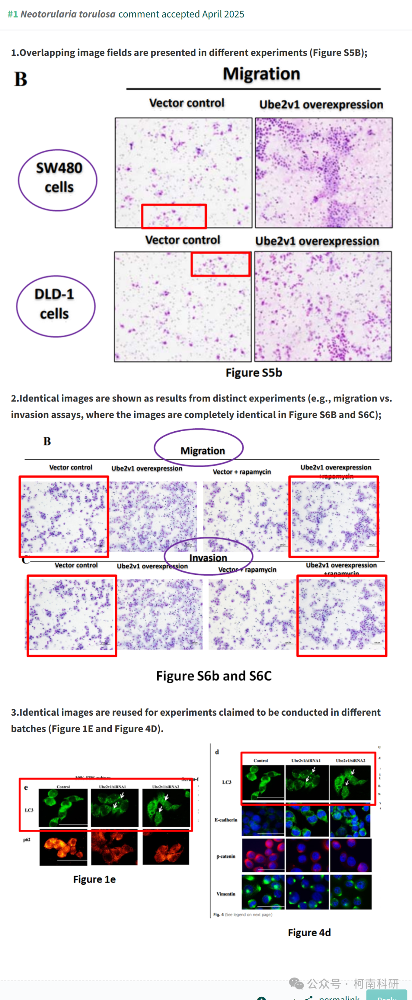 #1 Neotorularia torulosa comment accepted April 2025
1.Overlapping image fields are presented in different experiments (Figure S5B);
B
Migration
Vector control Ube2v1 overexpression
SW480
cells
Vector control Ube2v1 overexpression
DLD-1
cells
Figure S5b
2.Identical images are shown as results from distinct experiments (e.g., migration vs.
invasion assays, where the images are completely identical in Figure S6B and S6C);
B
Migration
Vector control Ube2v1 overexpression Vector + rapamycin Ube2v1 overexpression
+rapamycin
C
Invasion
Vector control Ube2v1 overexpression Vector + rapamycin Ube2v1 overexpression
+rapamycin
Figure S6b and S6C
3.Identical images are reused for experiments claimed to be conducted in different
batches (Figure 1E and Figure 4D).
10% FBS culture Serum-f
e
Control Ube2v1/siRNA1 Ube2v1/siRNA2
LC3
p62
Figure 1e
d
Control Ube2v1/siRNA1 Ube2v1/siRNA2
LC3
E-cadherin
β-catenin
Vimentin
Fig. 4 (See legend on next page.)
Figure 4d
公众号 · 柯南科研
permalink
Reply